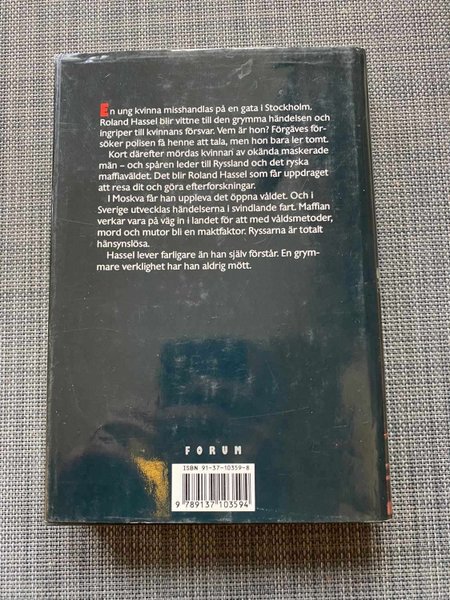 En ung kvinna misshandlas på en gata i Stockholm.
Roland Hassel blir vittne till den grymma händelsen och
ingriper till kvinnans försvar. Vem är hon? Förgäves för-
söker polisen få henne att tala, men hon bara ler tomt.
Kort därefter mördas kvinnan av okända maskerade
män – och spåren leder till Ryssland och det ryska
maffiaväldet. Det blir Roland Hassel som får uppdraget
att resa dit och göra efterforskningar.
I Moskva får han uppleva det öppna våldet. Och i
Sverige utvecklas händelserna i svindlande fart. Maffian
verkar vara på väg in i landet för att med våldsmetoder,
mord och mutor bli en maktfaktor. Ryssarna är totalt
hänsynslösa.
Hassel lever farligare än han själv förstår. En grym-
mare verklighet har han aldrig mött.
FORUM
ISBN 91-37-10359-8
9 789137 103594